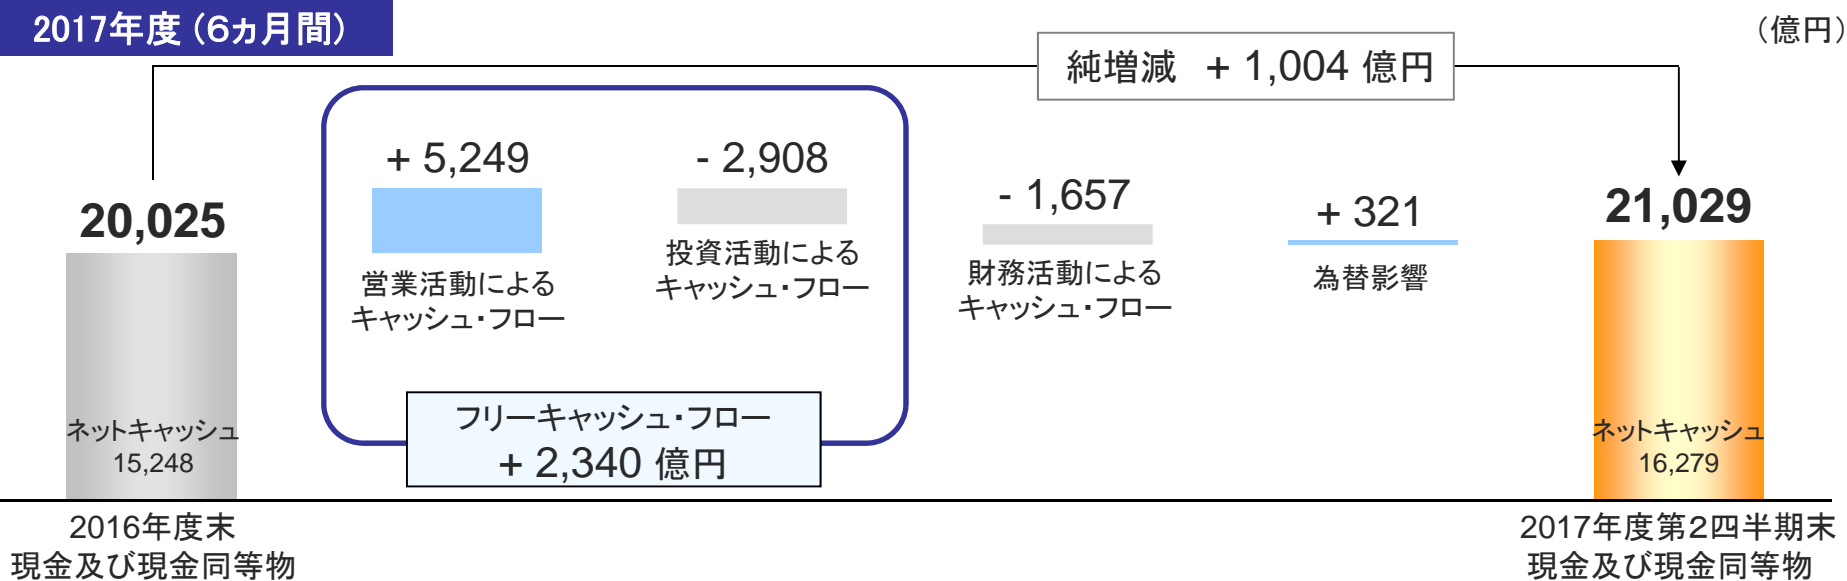 2017年度 (6ヵ月間)
(億円)
純増減 + 1,004 億円
20,025
ネットキャッシュ
15,248
2016年度末
現金及び現金同等物
+ 5,249
営業活動による
キャッシュ・フロー
- 2,908
投資活動による
キャッシュ・フロー
フリーキャッシュ・フロー
+ 2,340 億円
- 1,657
財務活動による
キャッシュ・フロー
+ 321
為替影響
21,029
ネットキャッシュ
16,279
2017年度第2四半期末
現金及び現金同等物